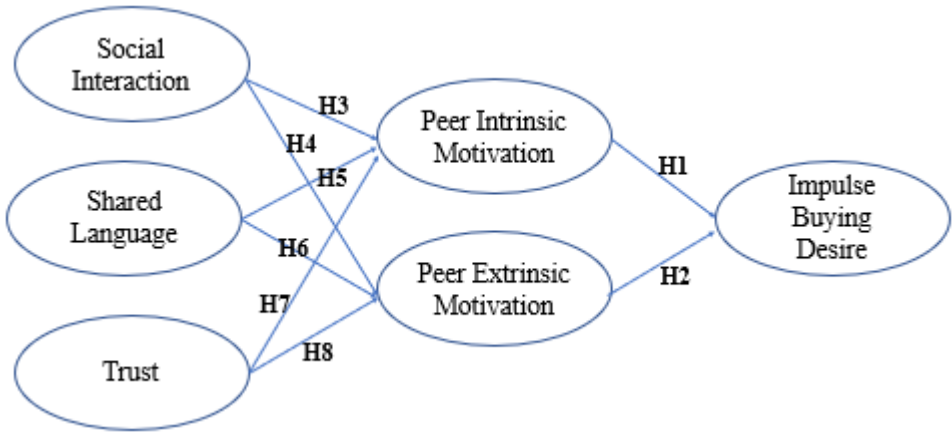 Social
Interaction
H3
Peer Intrinsic
Motivation
H4
H1
H5
Shared
Language
Impulse
Buying
Desire
H6
Peer Extrinsic
Motivation
H2
H7
Trust
H8